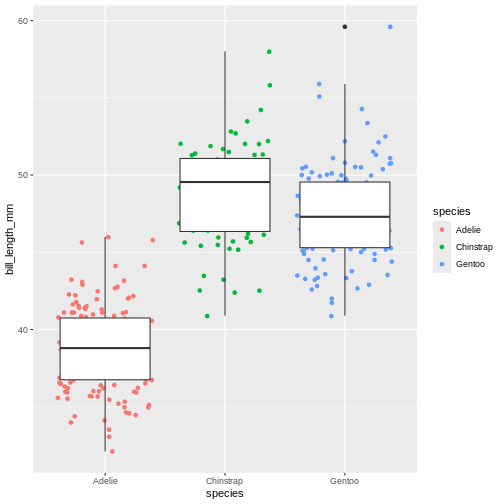 60
50
40
bill_length_mm
Adelie
Chinstrap
Gentoo
species
species
Adelie
Chinstrap
Gentoo